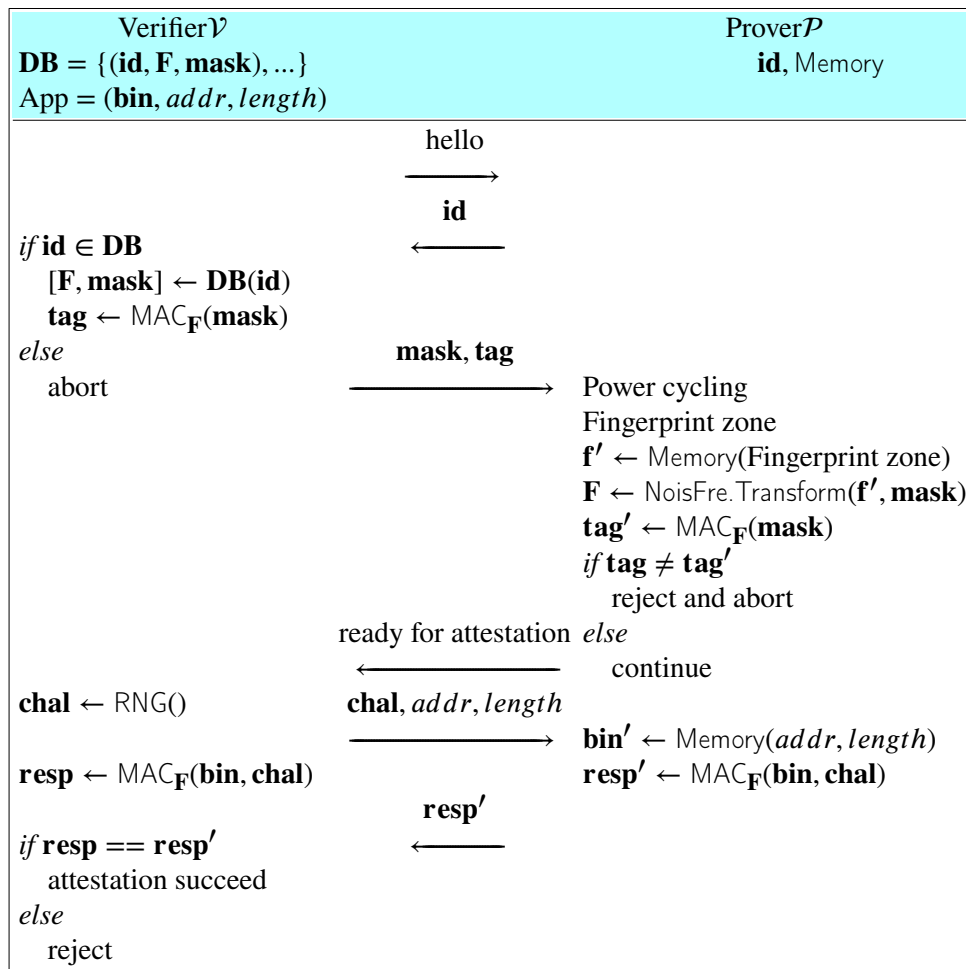 Verifier𝒱 Prover𝒫
DB = {(id, F, mask), ...} id, Memory
App = (bin, addr, length)
hello
id
if id ∈ DB
[F, mask] ← DB(id)
tag ← MAC_F(mask)
else mask, tag
abort Power cycling
Fingerprint zone
f′ ← Memory(Fingerprint zone)
F ← NoisFre.Transform(f′, mask)
tag′ ← MAC_F(mask)
if tag ≠ tag′
reject and abort
ready for attestation else
continue
chal ← RNG() chal, addr, length
bin′ ← Memory(addr, length)
resp ← MAC_F(bin, chal) resp′ ← MAC_F(bin, chal)
resp′
if resp == resp′
attestation succeed
else
reject